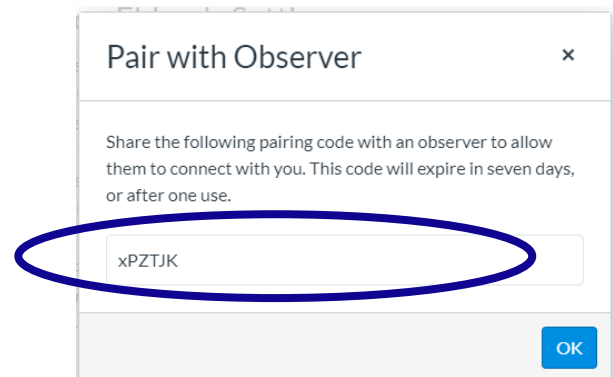 Pair with Observer ×
Share the following pairing code with an observer to allow
them to connect with you. This code will expire in seven days,
or after one use.
xPZTJK
OK